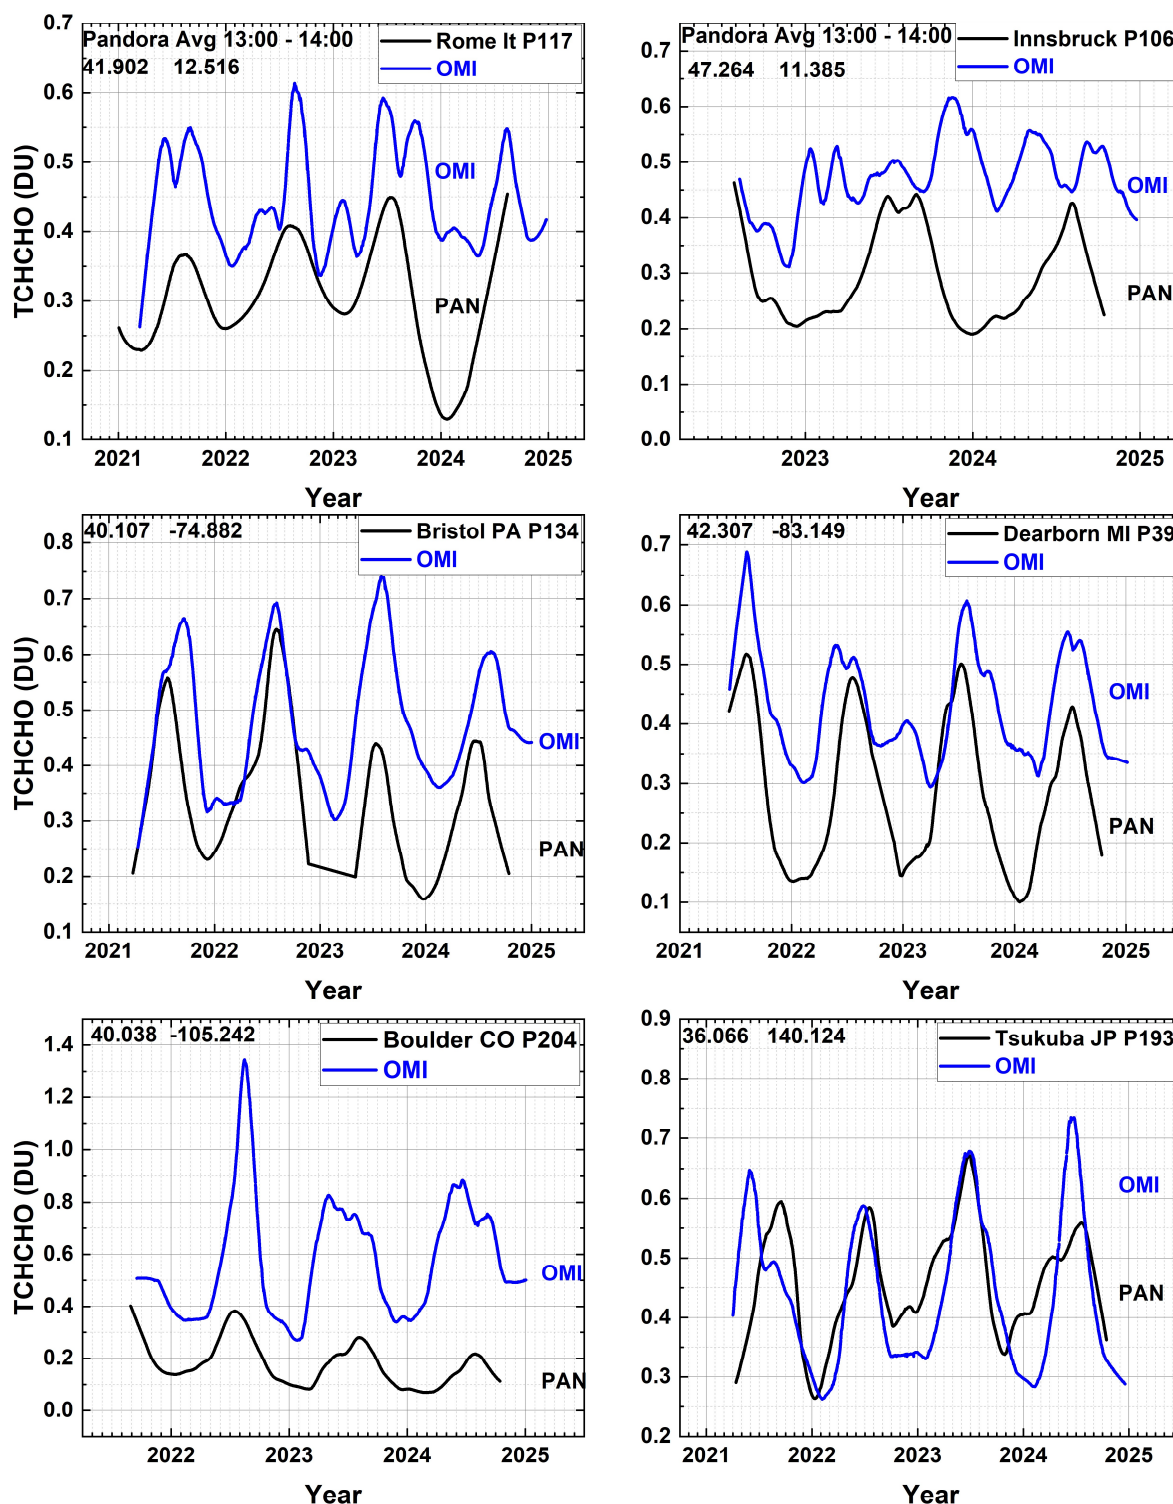 Pandora Avg 13:00 - 14:00
41.902 12.516
Rome It P117
OMI
OMI
PAN
TCHCHO (DU)
0.7
0.6
0.5
0.4
0.3
0.2
0.1
2021 2022 2023 2024 2025
Year
Pandora Avg 13:00 - 14:00
47.264 11.385
Innsbruck P106
OMI
OMI
PAN
0.7
0.6
0.5
0.4
0.3
0.2
0.1
0.0
2023 2024 2025
Year
40.107 -74.882
Bristol PA P134
OMI
OMI
PAN
TCHCHO (DU)
0.8
0.7
0.6
0.5
0.4
0.3
0.2
0.1
2021 2022 2023 2024 2025
Year
42.307 -83.149
Dearborn MI P39
OMI
OMI
PAN
0.7
0.6
0.5
0.4
0.3
0.2
0.1
2021 2022 2023 2024 2025
Year
40.038 -105.242
Boulder CO P204
OMI
OMI
PAN
TCHCHO (DU)
1.4
1.2
1.0
0.8
0.6
0.4
0.2
0.0
2022 2023 2024 2025
Year
36.066 140.124
Tsukuba JP P193
OMI
OMI
PAN
0.9
0.8
0.7
0.6
0.5
0.4
0.3
0.2
2021 2022 2023 2024 2025
Year